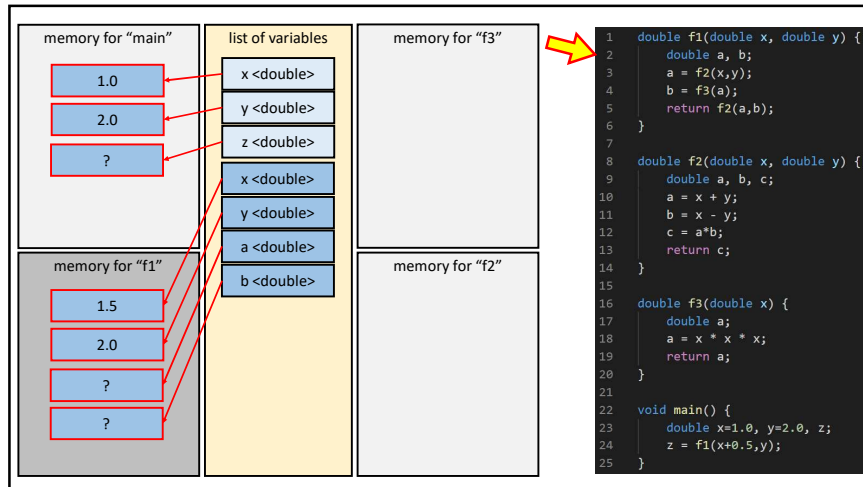 memory for “main”
1.0
2.0
?
list of variables
x <double>
y <double>
z <double>
x <double>
y <double>
a <double>
b <double>
memory for “f3”
memory for “f1”
1.5
2.0
?
?
memory for “f2”
1 double f1(double x, double y) {
2 double a, b;
3 a = f2(x,y);
4 b = f3(a);
5 return f2(a,b);
6 }
7
8 double f2(double x, double y) {
9 double a, b, c;
10 a = x + y;
11 b = x - y;
12 c = a*b;
13 return c;
14 }
15
16 double f3(double x) {
17 double a;
18 a = x * x * x;
19 return a;
20 }
21
22 void main() {
23 double x=1.0, y=2.0, z;
24 z = f1(x+0.5,y);
25 }